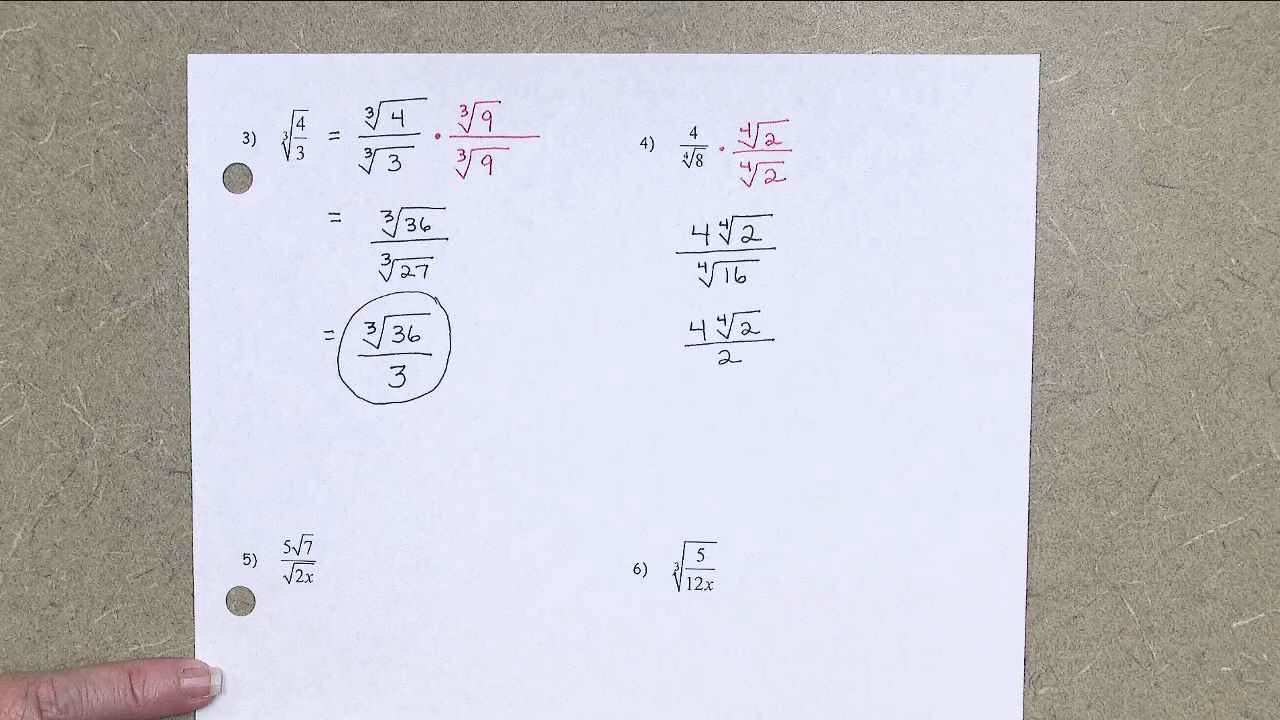 3) ∛(4/3) = ∛4/∛3 · ∛9/∛9
= ∛36/∛27
= ∛36/3
4) 4/∜8 · ∜2/∜2
4∜2/∜16
4∜2/2
5) 5√7/√2x
6) ∛(5/12x)